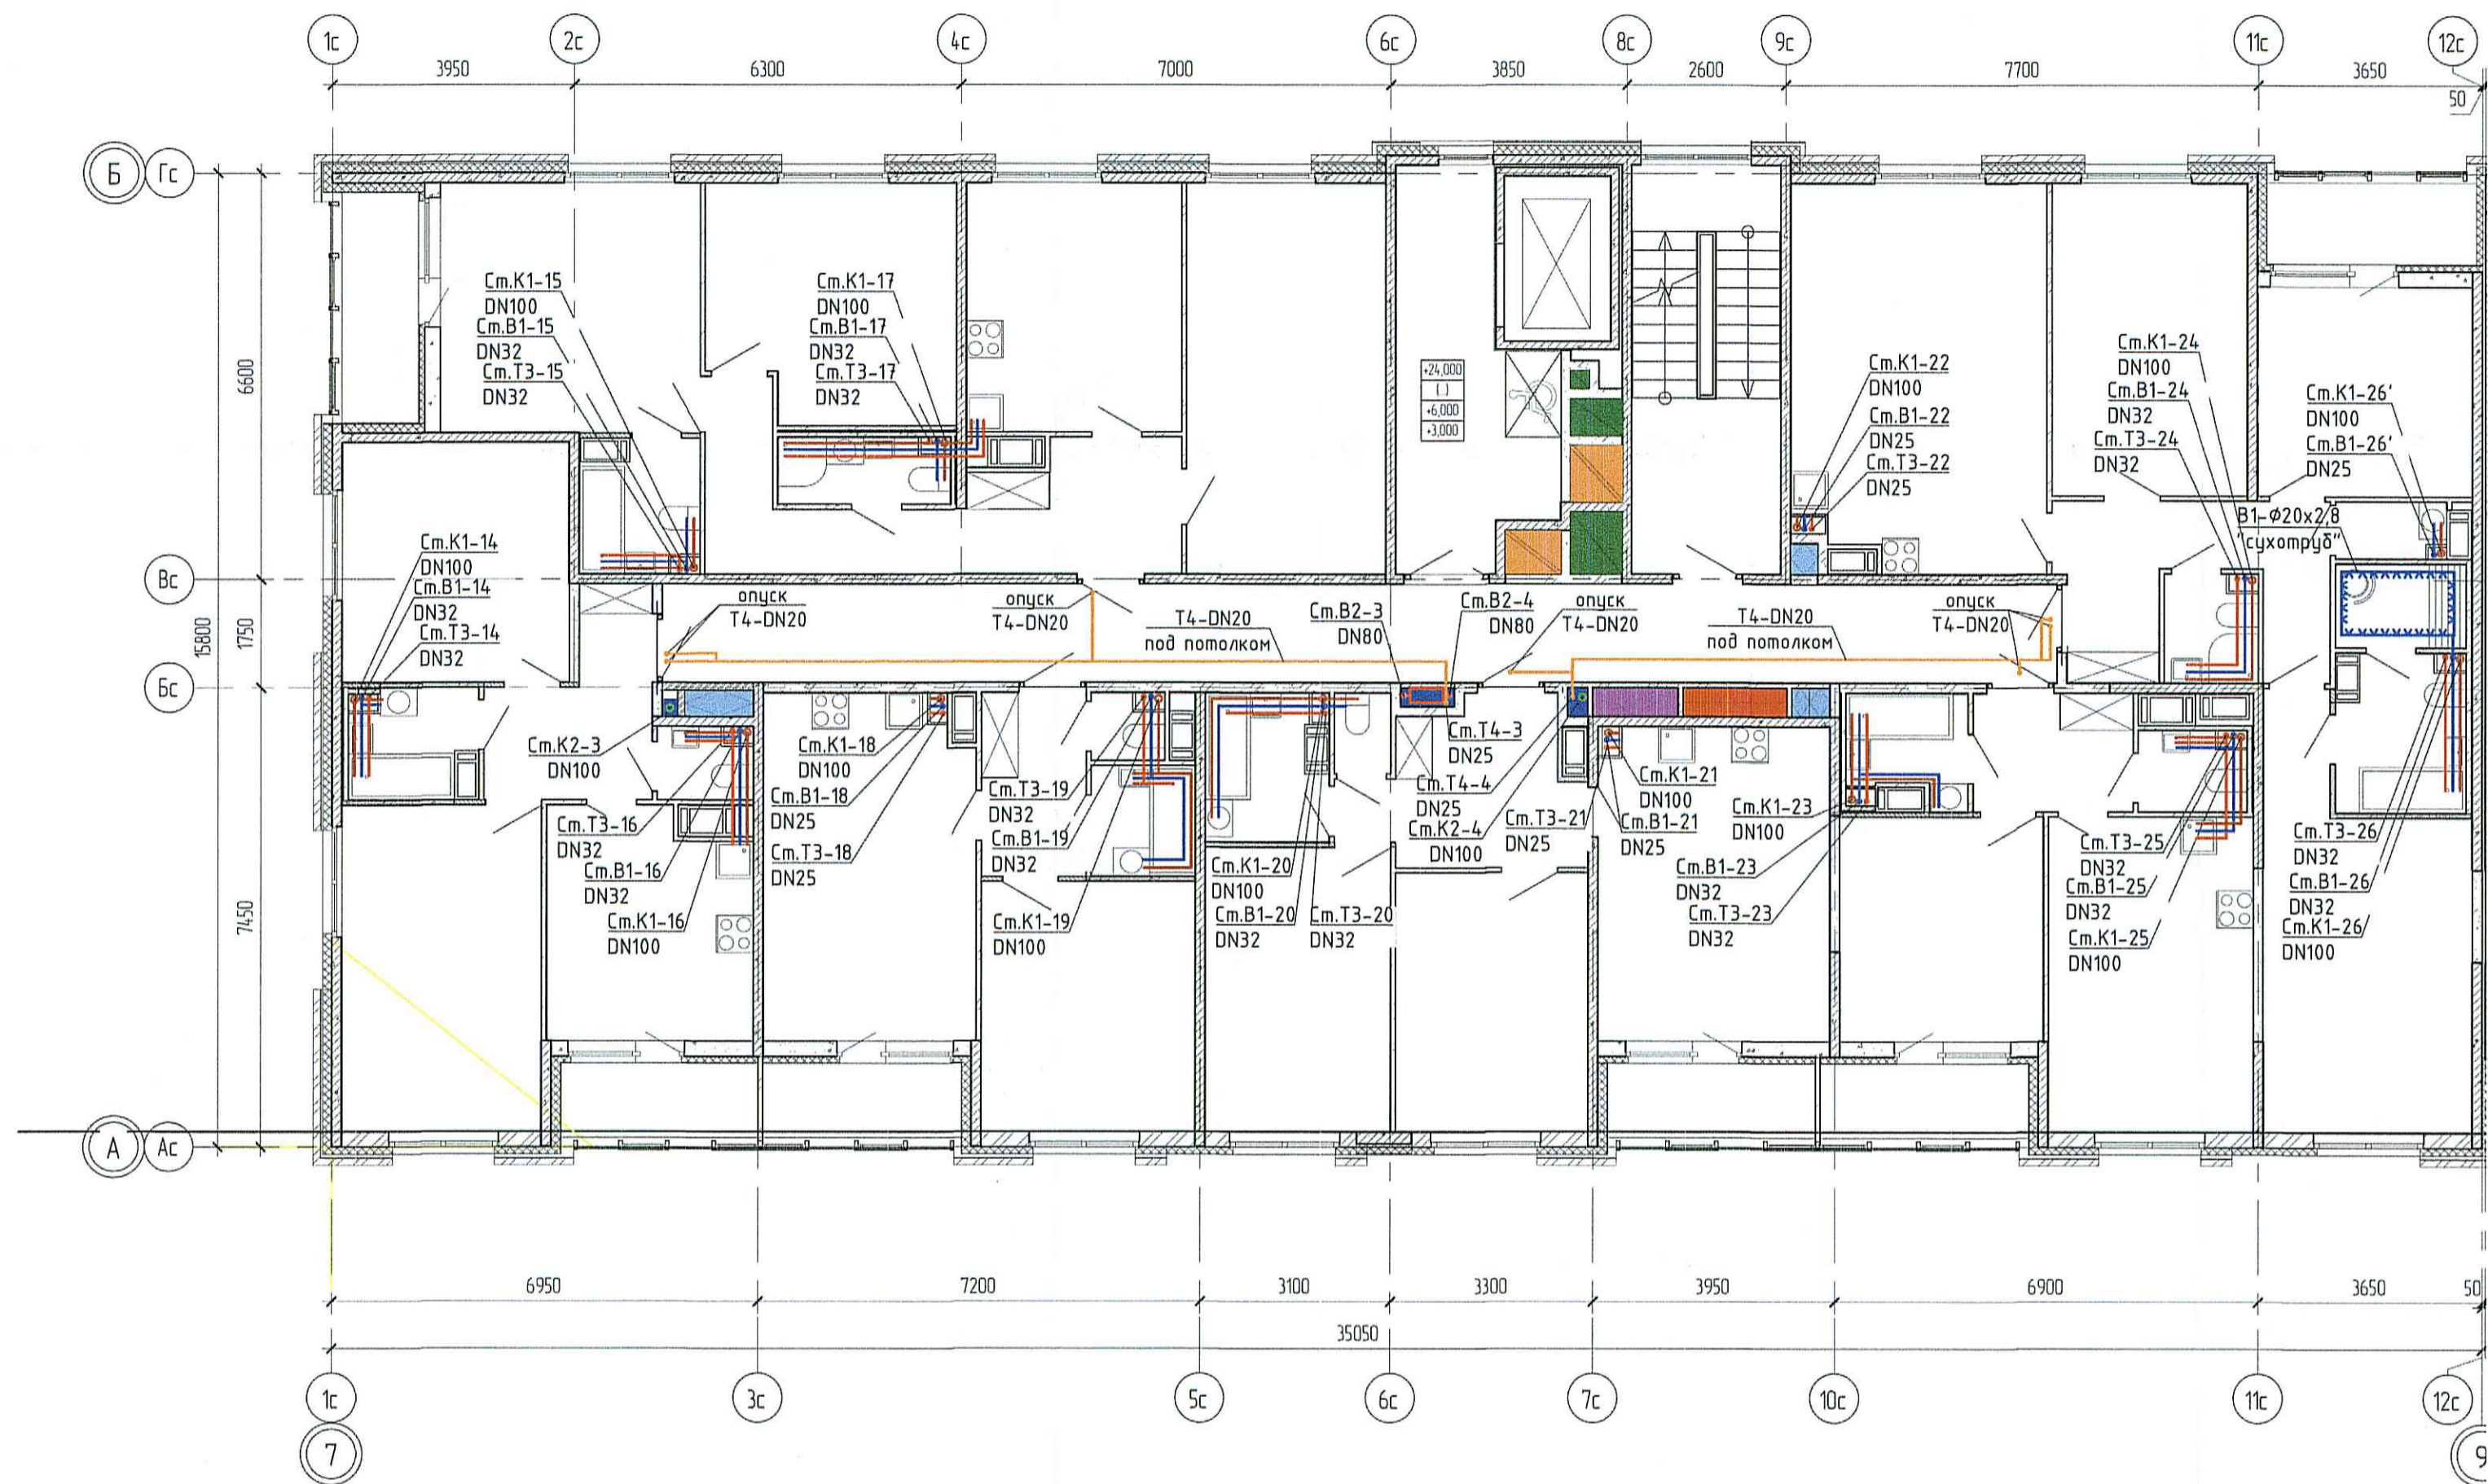 1с
2с
4с
6с
8с
9с
11с
12с
3950
6300
7000
3850
2600
7700
3650
50
Б
Гс
Вс
Бс
А
Ас
6600
1750
7450
15800
Ст.К1-15
DN100
Ст.В1-15
DN32
Ст.Т3-15
DN32
Ст.К1-17
DN100
Ст.В1-17
DN32
Ст.Т3-17
DN32
+24,000
(...)
+6,000
+3,000
Ст.К1-22
DN100
Ст.В1-22
DN25
Ст.Т3-22
DN25
Ст.К1-24
DN100
Ст.В1-24
DN32
Ст.Т3-24
DN32
Ст.К1-26'
DN100
Ст.В1-26'
DN25
В1-Ф20х2,8
"сухотруб"
Ст.К1-14
DN100
Ст.В1-14
DN32
Ст.Т3-14
DN32
опуск
Т4-DN20
опуск
Т4-DN20
Т4-DN20
под потолком
Ст.В2-3
DN80
Ст.В2-4
DN80
опуск
Т4-DN20
Т4-DN20
под потолком
опуск
Т4-DN20
Ст.К2-3
DN100
Ст.Т3-16
DN32
Ст.В1-16
DN32
Ст.К1-16
DN100
Ст.К1-18
DN100
Ст.В1-18
DN25
Ст.Т3-18
DN25
Ст.Т3-19
DN32
Ст.В1-19
DN32
Ст.К1-19
DN100
Ст.К1-20
DN100
Ст.В1-20
DN32
Ст.Т3-20
DN32
Ст.Т4-3
DN25
Ст.Т4-4
DN25
Ст.К2-4
DN100
Ст.Т3-21
DN25
Ст.К1-21
DN100
Ст.В1-21
DN25
Ст.К1-23
DN100
Ст.В1-23
DN32
Ст.Т3-23
DN32
Ст.Т3-25
DN32
Ст.В1-25
DN32
Ст.К1-25
DN100
Ст.Т3-26
DN32
Ст.В1-26
DN32
Ст.К1-26
DN100
6950
7200
3100
3300
3950
6900
3650
50
35050
1с
3с
5с
6с
7с
10с
11с
12с
7
9